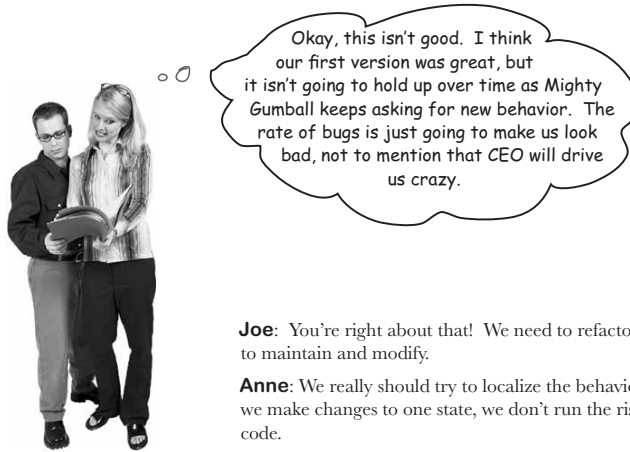 Okay, this isn't good. I think
our first version was great, but
it isn't going to hold up over time as Mighty
Gumball keeps asking for new behavior. The
rate of bugs is just going to make us look
bad, not to mention that CEO will drive
us crazy.
Joe: You're right about that! We need to
to maintain and modify.
Anne: We really should try to localize the
we make changes to one state, we don't run the
code.